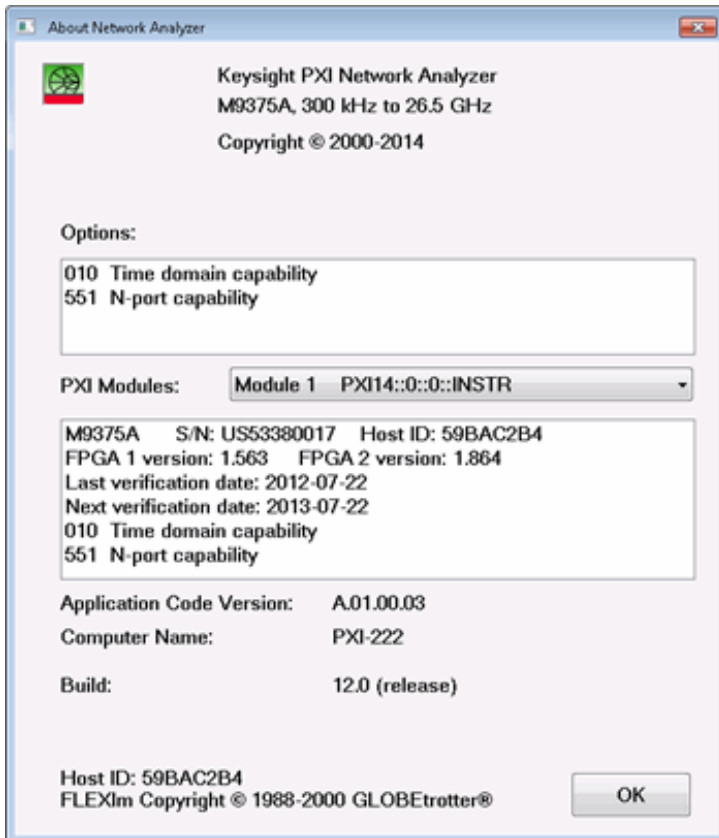 About Network Analyzer
Keysight PXI Network Analyzer
M9375A, 300 kHz to 26.5 GHz
Copyright © 2000-2014
Options:
010 Time domain capability
551 N-port capability
PXI Modules: Module 1 PXI14::0::0::INSTR
M9375A S/N: US53380017 Host ID: 59BAC2B4
FPGA 1 version: 1.563 FPGA 2 version: 1.864
Last verification date: 2012-07-22
Next verification date: 2013-07-22
010 Time domain capability
551 N-port capability
Application Code Version: A.01.00.03
Computer Name: PXI-222
Build: 12.0 (release)
Host ID: 59BAC2B4
FLEXlm Copyright © 1988-2000 GLOBEtrotter®
OK